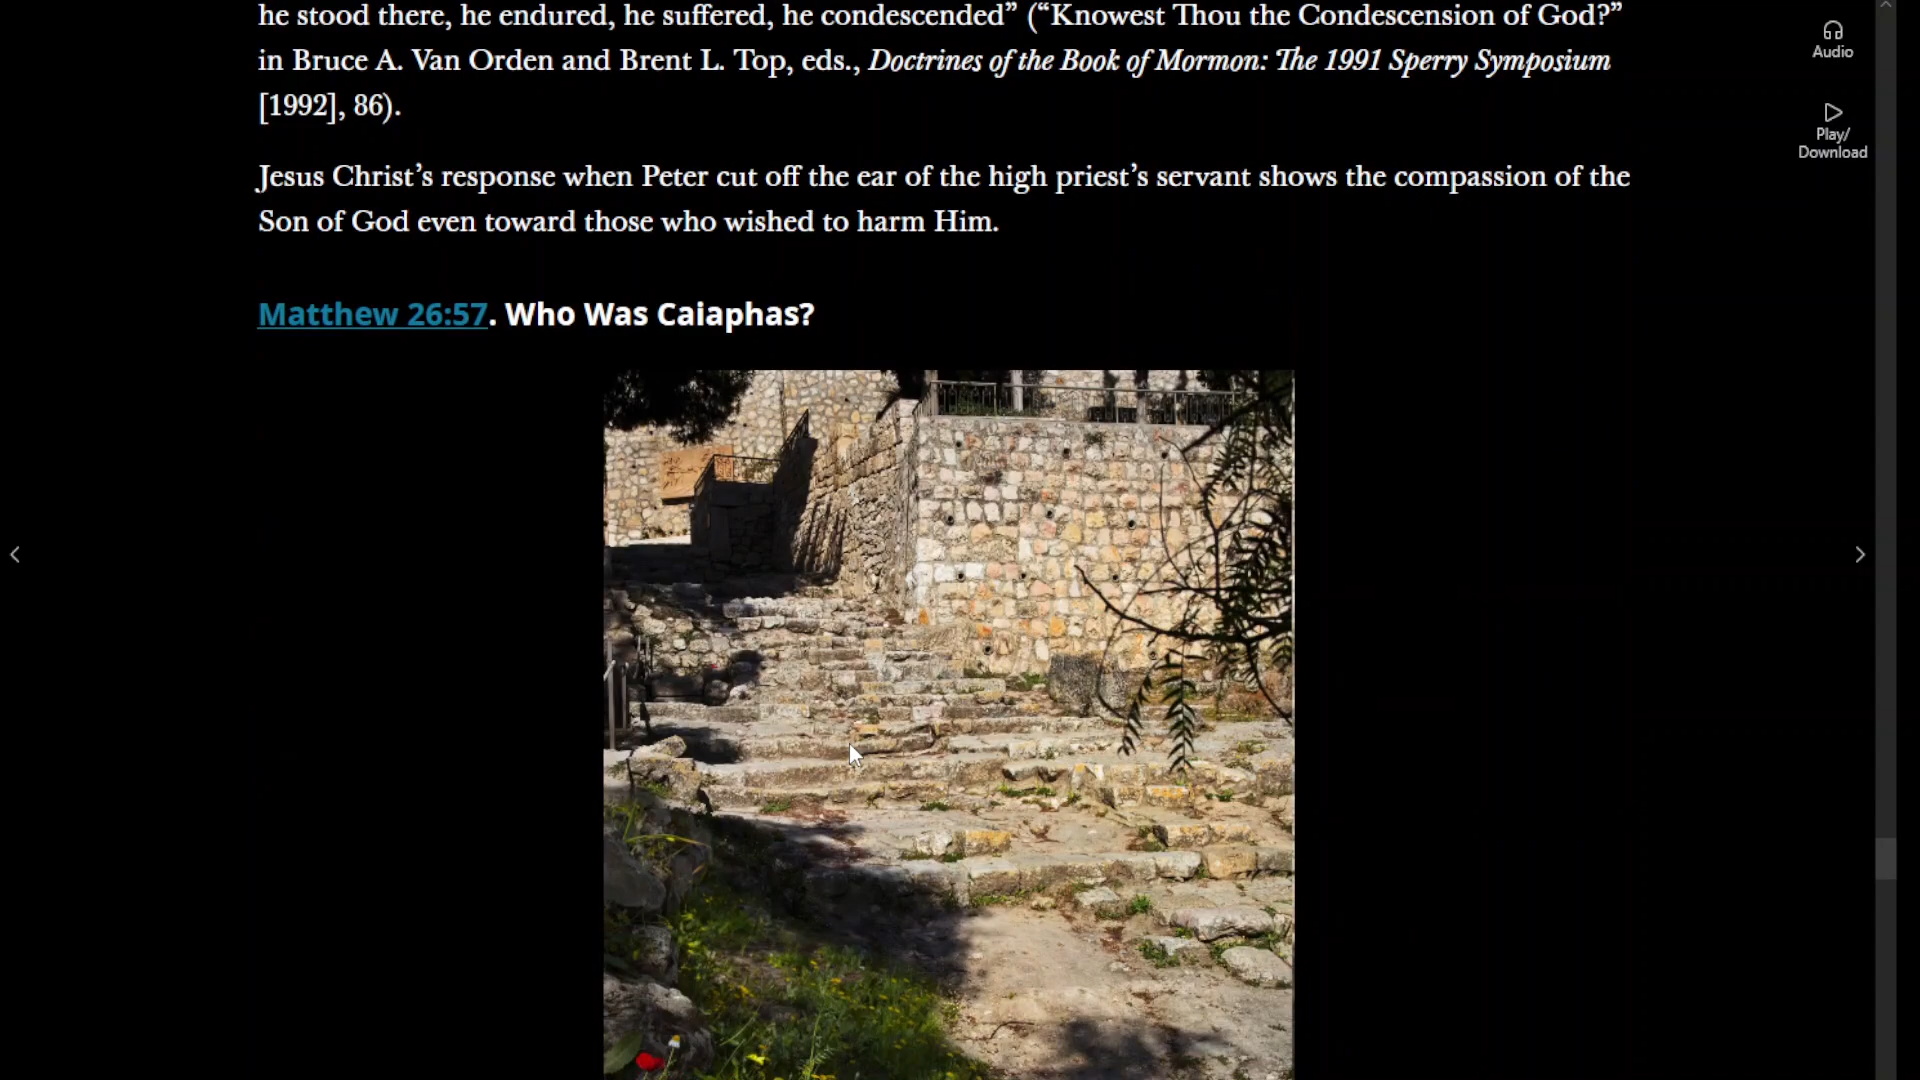 he stood there, he endured, he suffered, he condescended” (“Knowest Thou the Condescension of God?”
in Bruce A. Van Orden and Brent L. Top, eds., Doctrines of the Book of Mormon: The 1991 Sperry Symposium
[1992], 86).
Jesus Christ’s response when Peter cut off the ear of the high priest’s servant shows the compassion of the
Son of God even toward those who wished to harm Him.
Matthew 26:57. Who Was Caiaphas?
Audio
Play/
Download